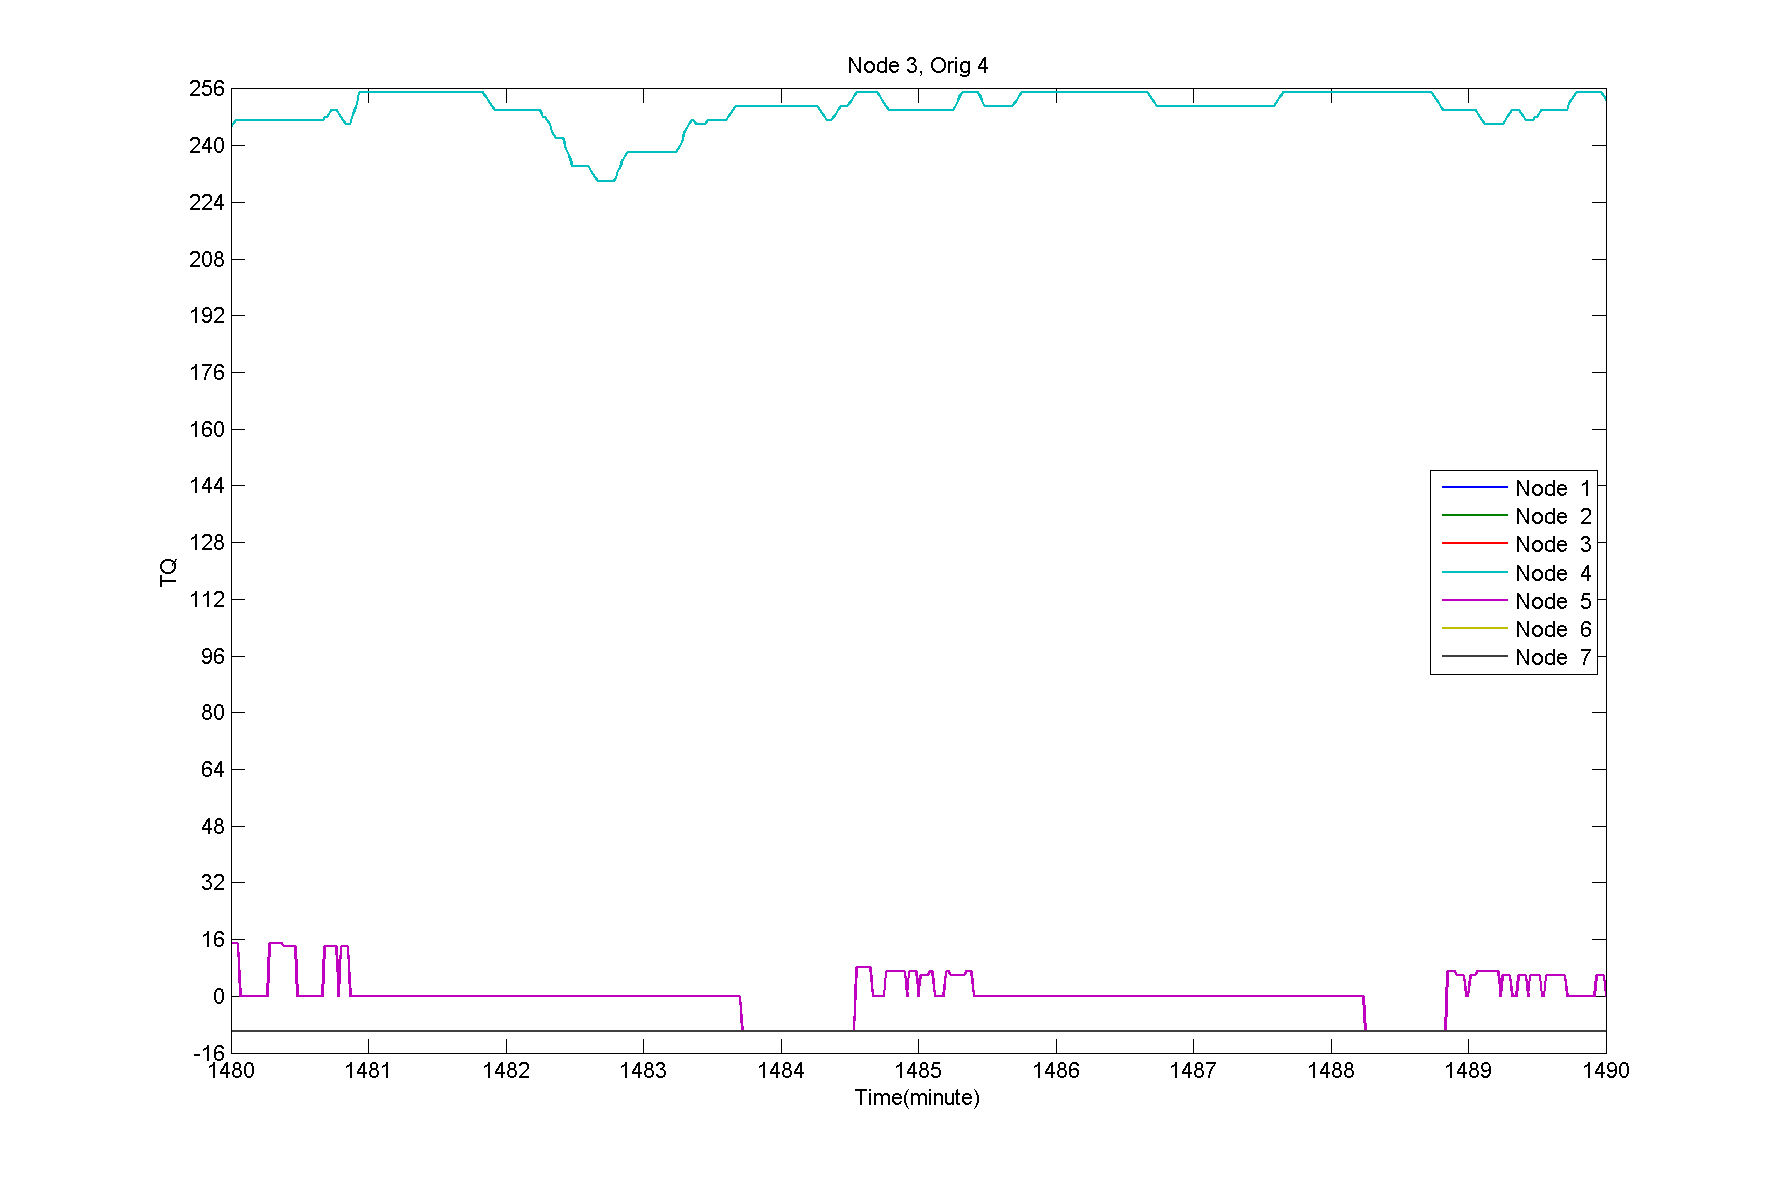 Node 3, Orig 4
256
240
224
208
192
176
160
144
128
112
96
80
64
48
32
16
0
-16
TQ
Node 1
Node 2
Node 3
Node 4
Node 5
Node 6
Node 7
1480 1481 1482 1483 1484 1485 1486 1487 1488 1489 1490
Time(minute)